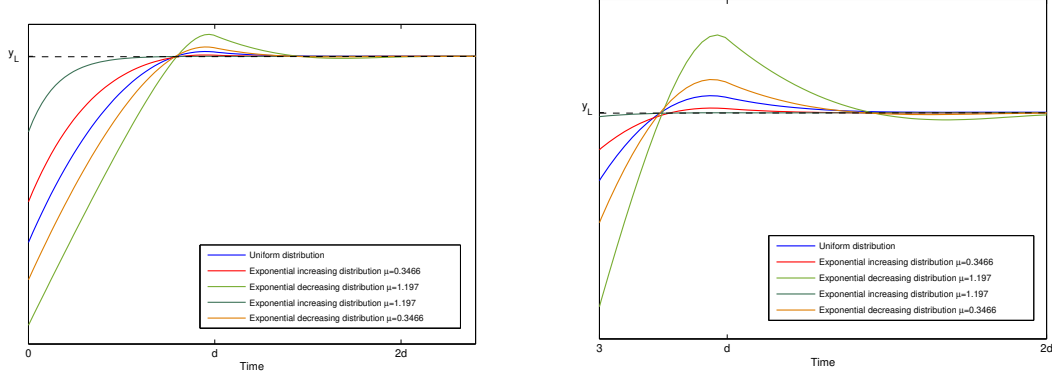 y_L
Uniform distribution
Exponential increasing distribution μ=0.3466
Exponential decreasing distribution μ=1.197
Exponential increasing distribution μ=1.197
Exponential decreasing distribution μ=0.3466
0 d 2d
Time
y_L
Uniform distribution
Exponential increasing distribution μ=0.3466
Exponential decreasing distribution μ=1.197
Exponential increasing distribution μ=1.197
Exponential decreasing distribution μ=0.3466
3 d 2d
Time